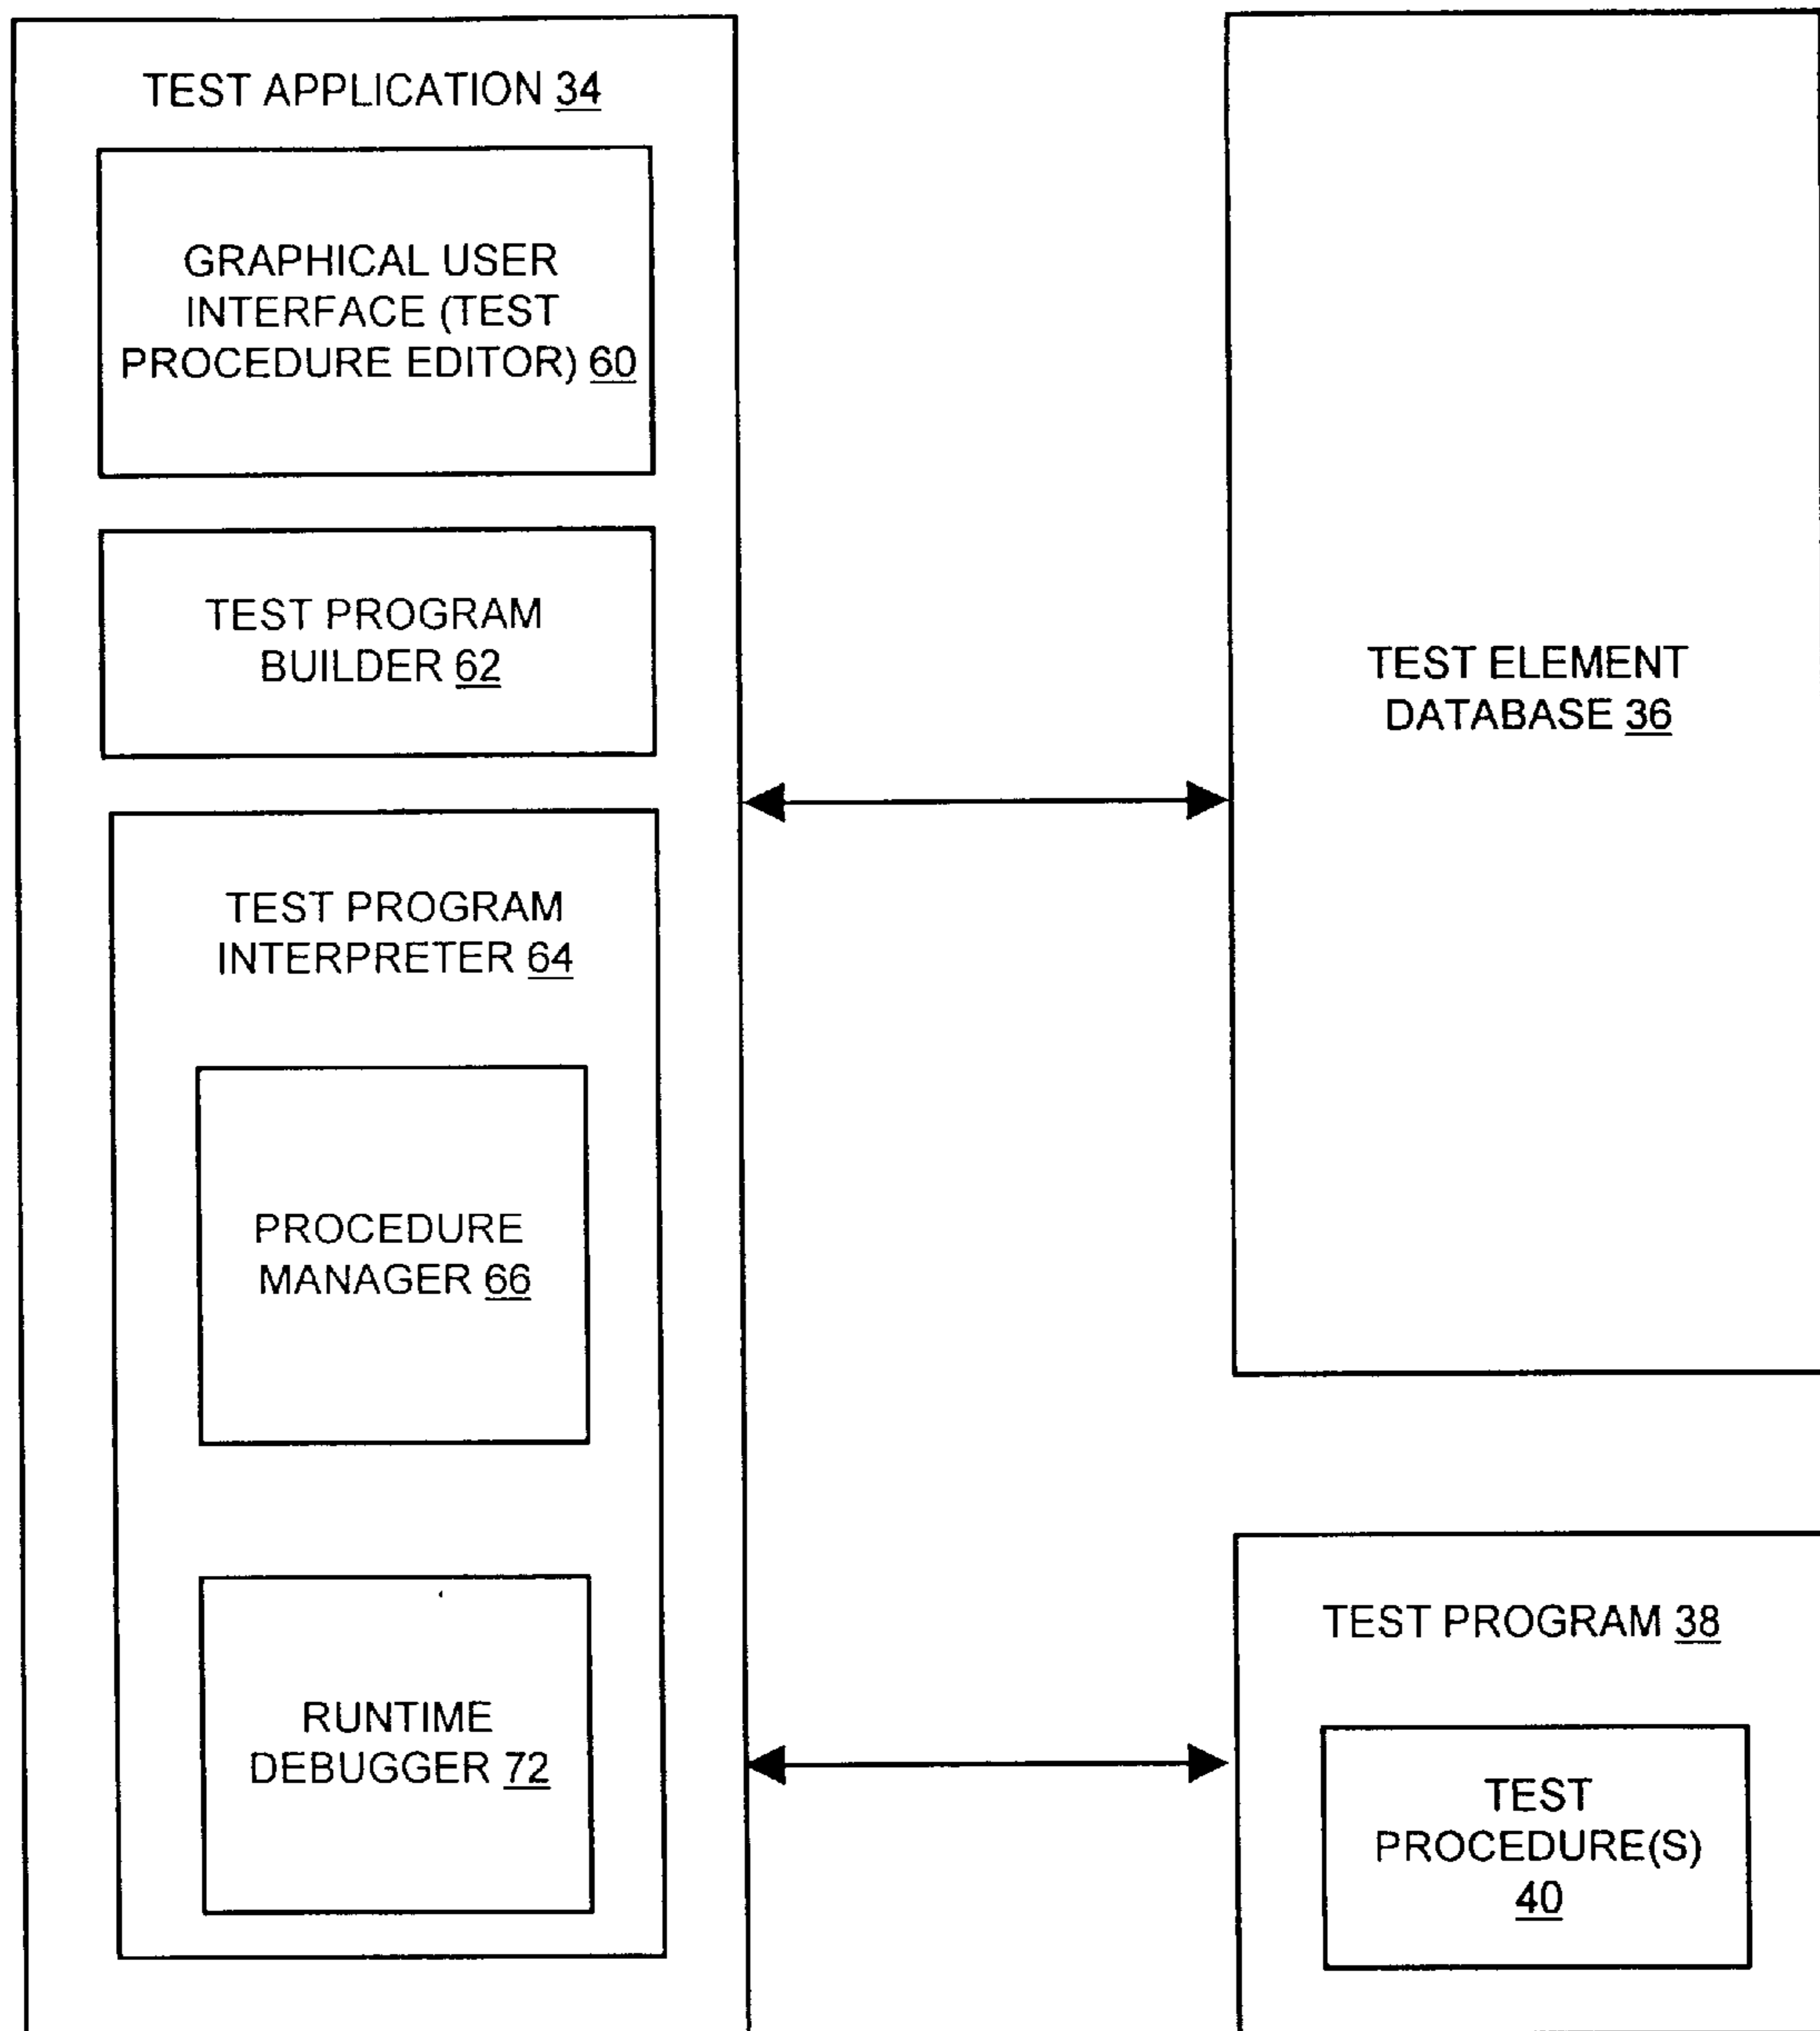 TEST APPLICATION 34
GRAPHICAL USER
INTERFACE (TEST
PROCEDURE EDITOR) 60
TEST PROGRAM
BUILDER 62
TEST PROGRAM
INTERPRETER 64
PROCEDURE
MANAGER 66
RUNTIME
DEBUGGER 72
TEST ELEMENT
DATABASE 36
TEST PROGRAM 38
TEST
PROCEDURE(S)
40